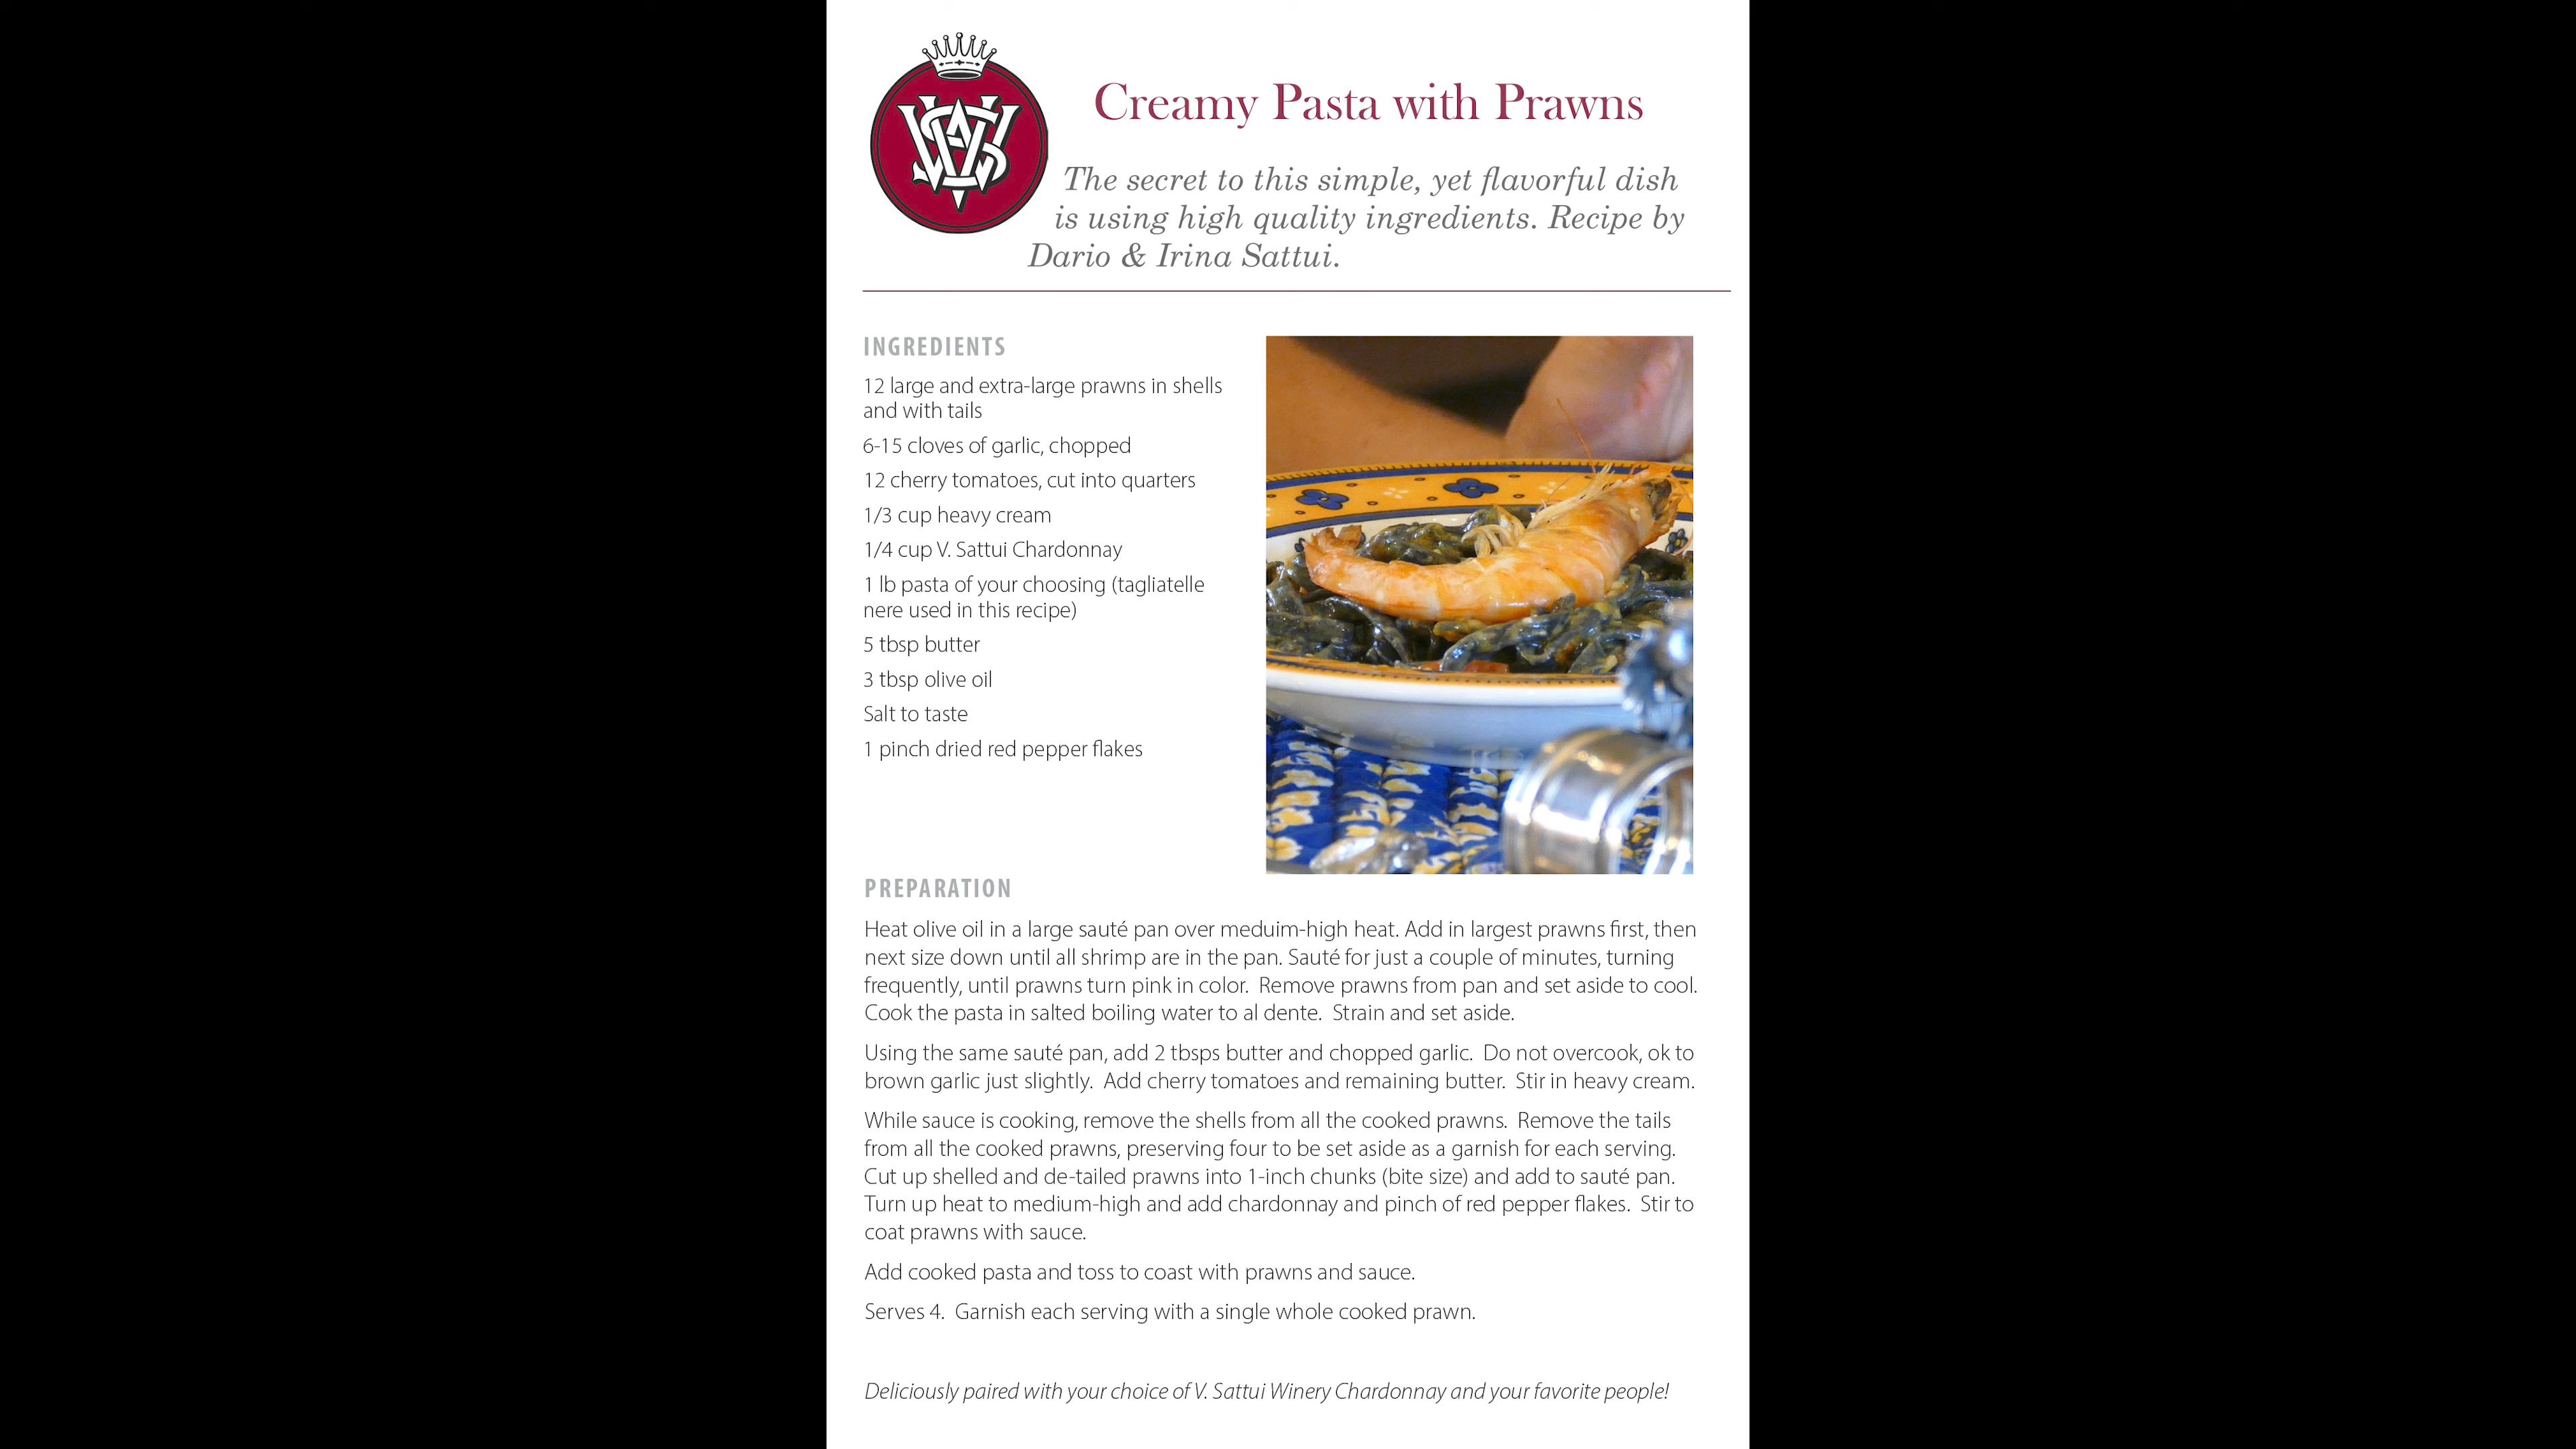 Creamy Pasta with Prawns
The secret to this simple, yet flavorful dish
is using high quality ingredients. Recipe by
Dario & Irina Sattui.
INGREDIENTS
12 large and extra-large prawns in shells
and with tails
6-15 cloves of garlic, chopped
12 cherry tomatoes, cut into quarters
1/3 cup heavy cream
1/4 cup V. Sattui Chardonnay
1 lb pasta of your choosing (tagliatelle
nere used in this recipe)
5 tbsp butter
3 tbsp olive oil
Salt to taste
1 pinch dried red pepper flakes
PREPARATION
Heat olive oil in a large sauté pan over meduim-high heat. Add in largest prawns first, then
next size down until all shrimp are in the pan. Sauté for just a couple of minutes, turning
frequently, until prawns turn pink in color. Remove prawns from pan and set aside to cool.
Cook the pasta in salted boiling water to al dente. Strain and set aside.
Using the same sauté pan, add 2 tbsps butter and chopped garlic. Do not overcook, ok to
brown garlic just slightly. Add cherry tomatoes and remaining butter. Stir in heavy cream.
While sauce is cooking, remove the shells from all the cooked prawns. Remove the tails
from all the cooked prawns, preserving four to be set aside as a garnish for each serving.
Cut up shelled and de-tailed prawns into 1-inch chunks (bite size) and add to sauté pan.
Turn up heat to medium-high and add chardonnay and pinch of red pepper flakes. Stir to
coat prawns with sauce.
Add cooked pasta and toss to coast with prawns and sauce.
Serves 4. Garnish each serving with a single whole cooked prawn.
Deliciously paired with your choice of V. Sattui Winery Chardonnay and your favorite people!